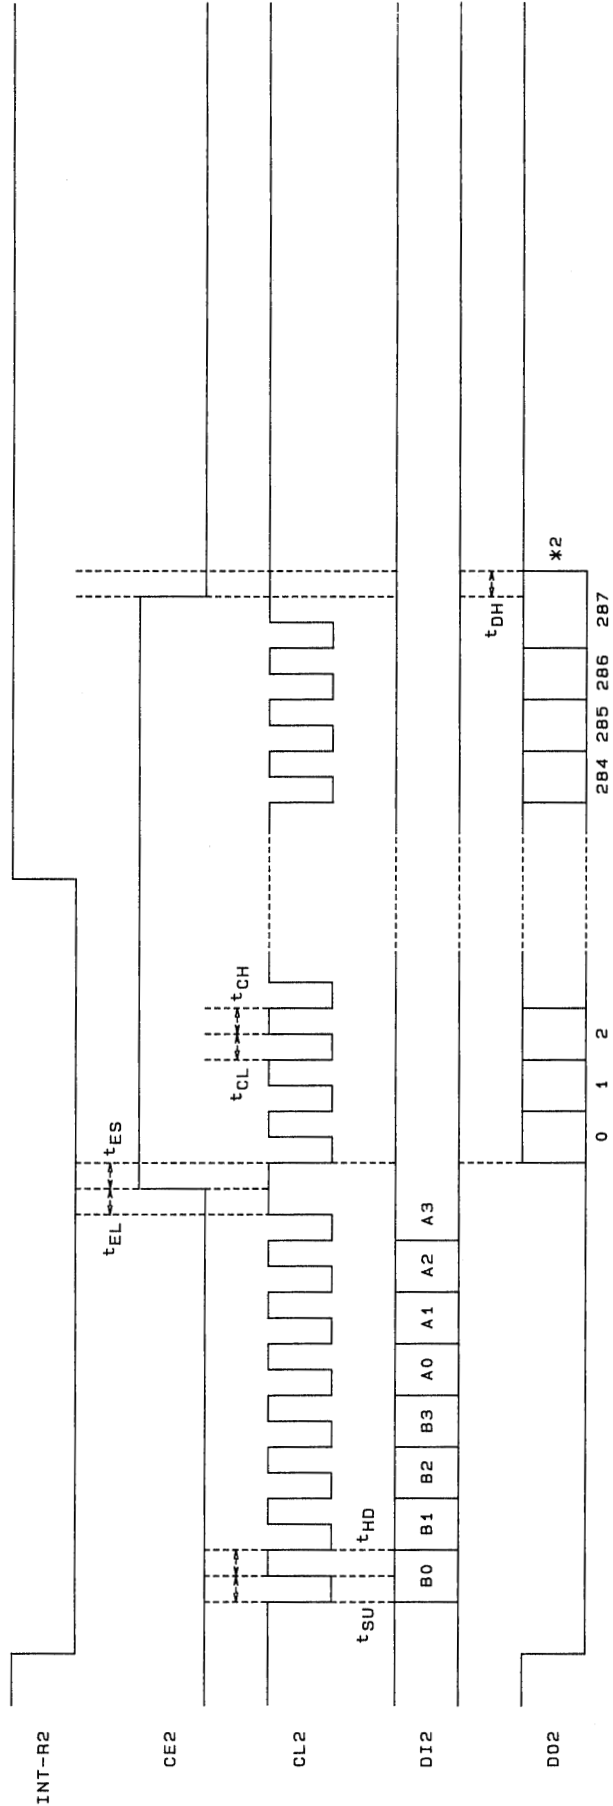 INT-R2
tEL
tES
CE2
tCL
tCH
CL2
tSU
tHD
DI2
B0 B1 B2 B3 A0 A1 A2 A3
tDH
DO2
*2
0 1 2 284 285 286 287